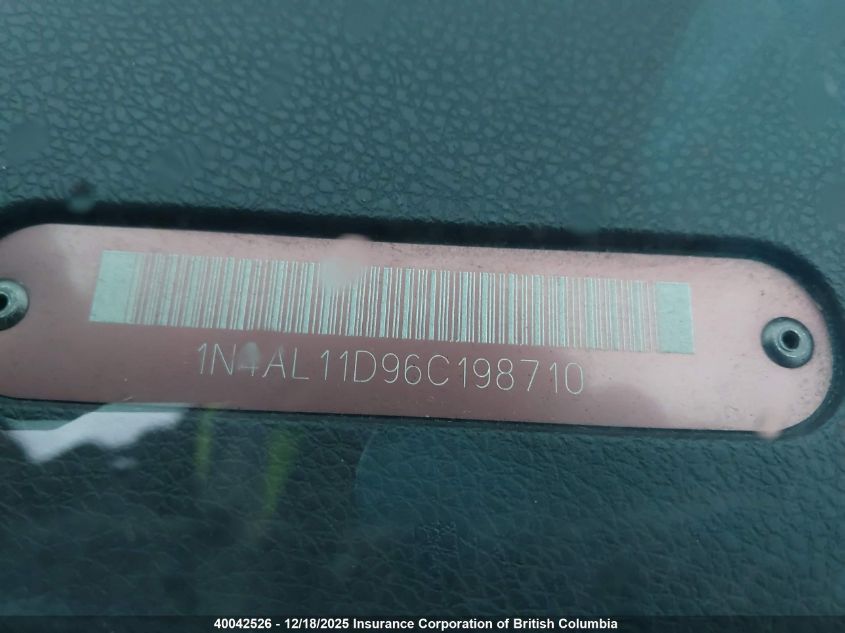 1N4AL11D96C198710
40042526 - 12/18/2025 Insurance Corporation of British Columbia